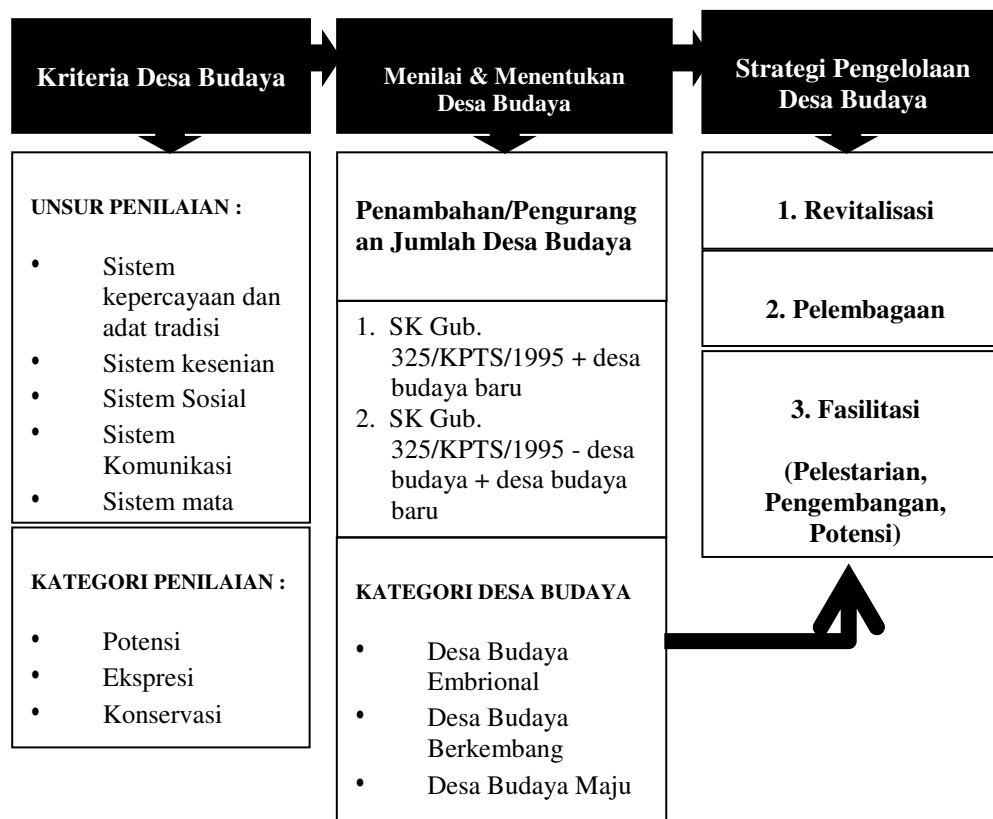 Kriteria Desa Budaya
Menilai & Menentukan
Desa Budaya
Strategi Pengelolaan
Desa Budaya
UNSUR PENILAIAN :
• Sistem
kepercayaan dan
adat tradisi
• Sistem kesenian
• Sistem Sosial
• Sistem
Komunikasi
• Sistem mata
KATEGORI PENILAIAN :
• Potensi
• Ekspresi
• Konservasi
Penambahan/Pengurang
an Jumlah Desa Budaya
1. SK Gub.
325/KPTS/1995 + desa
budaya baru
2. SK Gub.
325/KPTS/1995 - desa
budaya + desa budaya
baru
KATEGORI DESA BUDAYA
• Desa Budaya
Embrional
• Desa Budaya
Berkembang
• Desa Budaya Maju
1. Revitalisasi
2. Pelembagaan
3. Fasilitasi
(Pelestarian,
Pengembangan,
Potensi)